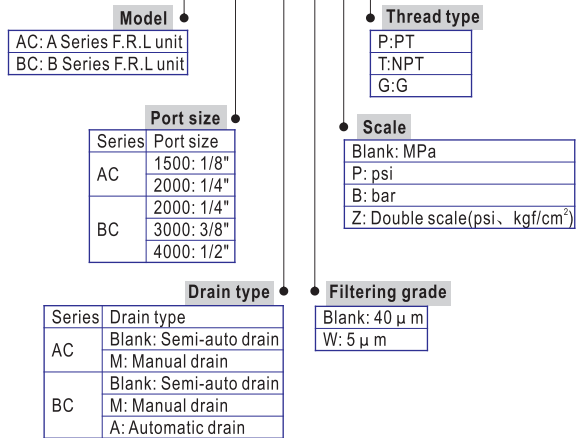 Model
AC: A Series F.R.L unit
BC: B Series F.R.L unit
Thread type
P:PT
T:NPT
G:G
Port size
Series Port size
AC
1500: 1/8"
2000: 1/4"
BC
2000: 1/4"
3000: 3/8"
4000: 1/2"
Scale
Blank: MPa
P: psi
B: bar
Z: Double scale(psi、kgf/cm²)
Drain type
Series Drain type
AC
Blank: Semi-auto drain
M: Manual drain
BC
Blank: Semi-auto drain
M: Manual drain
A: Automatic drain
Filtering grade
Blank: 40 μ m
W: 5 μ m